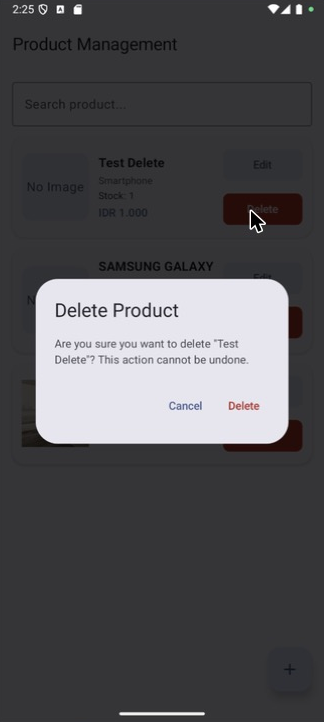 2:25
Product Management
Search product...
Test Delete
Smartphone
Stock: 1
IDR 1.000
No Image
Edit
Delete
SAMSUNG GALAXY
Edit
Delete Product
Are you sure you want to delete "Test
Delete"? This action cannot be undone.
Cancel
Delete
+